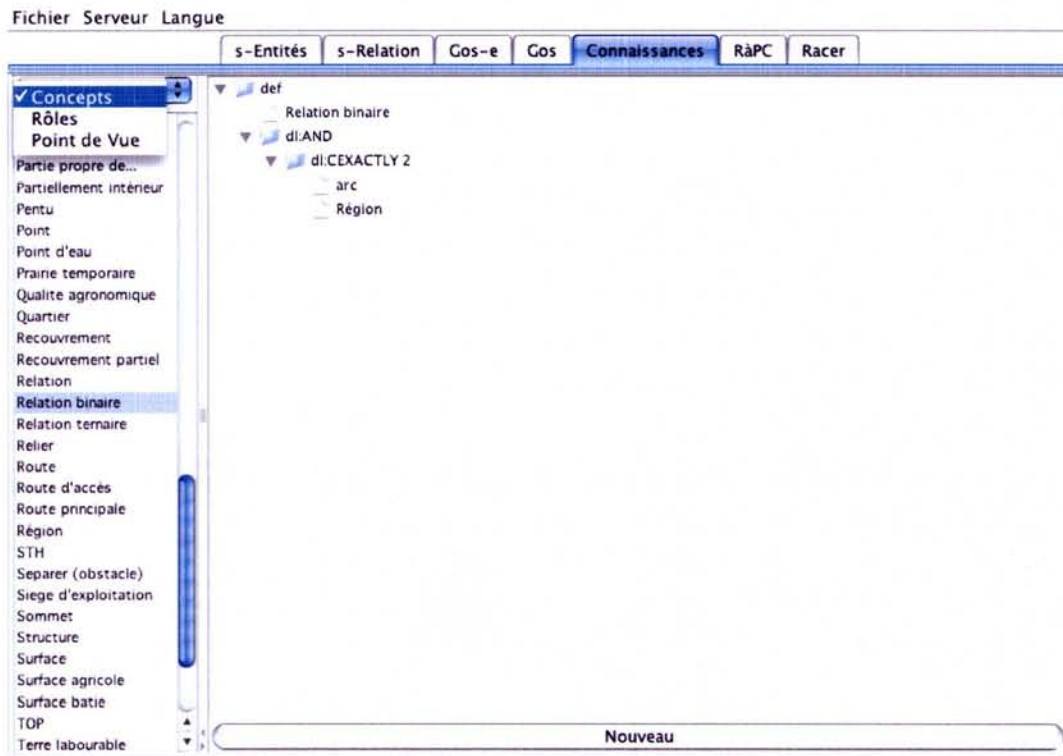 Fichier Serveur Langue
s-Entités s-Relation Gos-e Gos Connaissances RàPC Racer
✓ Concepts
Rôles
Point de Vue
Partie propre de...
Partiellement intérieur
Pentu
Point
Point d'eau
Prairie temporaire
Qualite agronomique
Quartier
Recouvrement
Recouvrement partiel
Relation
Relation binaire
Relation ternaire
Relier
Route
Route d'accès
Route principale
Région
STH
Separer (obstacle)
Siege d'exploitation
Sommet
Structure
Surface
Surface agricole
Surface batie
TOP
Terre labourable
def
Relation binaire
dl:AND
dl:CEXACTLY 2
arc
Région
Nouveau